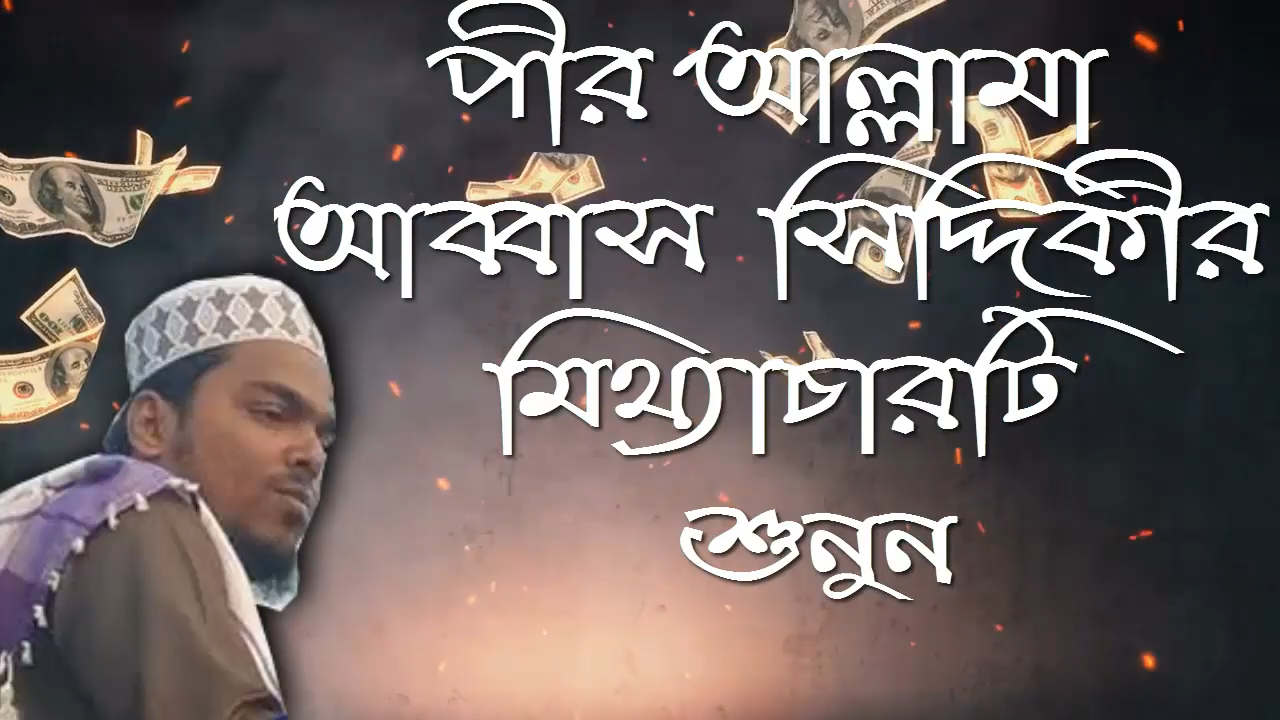 পীর আল্লামা
আব্বাস সিদ্দিকীর
মিথ্যাচারটি
শুনুন